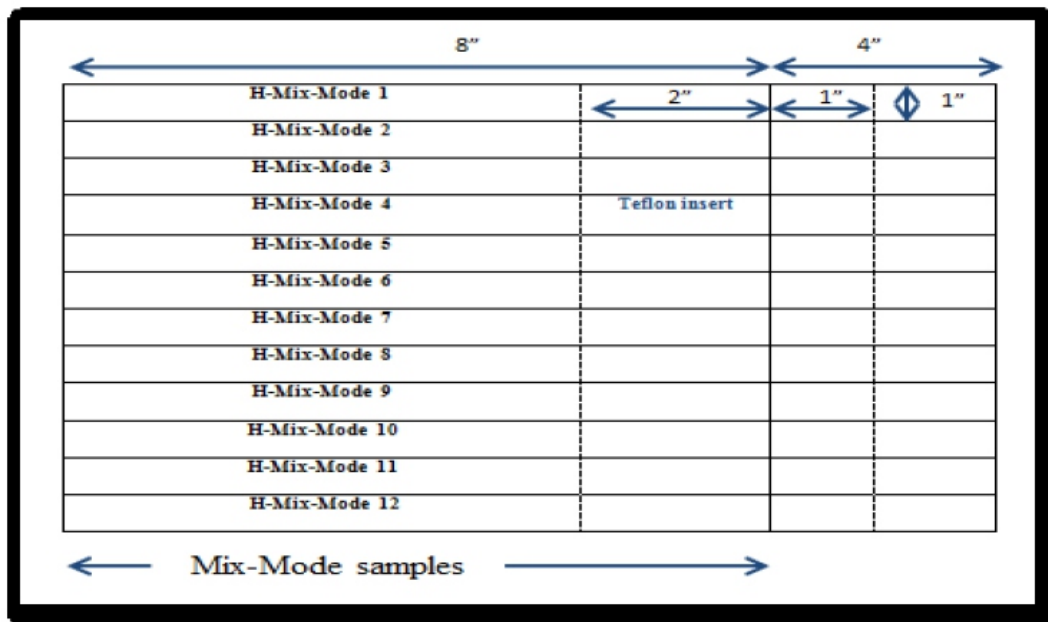 8”
4”
H-Mix-Mode 1
2”
1”
1”
H-Mix-Mode 2
H-Mix-Mode 3
H-Mix-Mode 4
Teflon insert
H-Mix-Mode 5
H-Mix-Mode 6
H-Mix-Mode 7
H-Mix-Mode 8
H-Mix-Mode 9
H-Mix-Mode 10
H-Mix-Mode 11
H-Mix-Mode 12
Mix-Mode samples